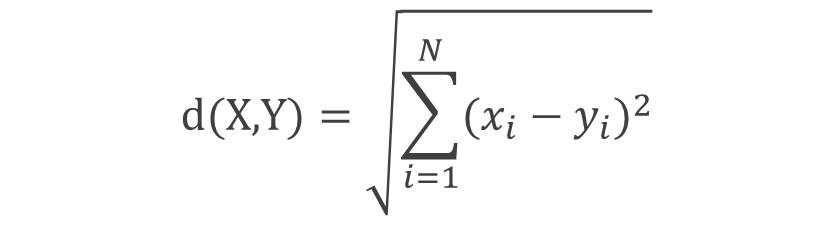 d(X,Y) = √∑_{i=1}^{N} (x_i − y_i)^2